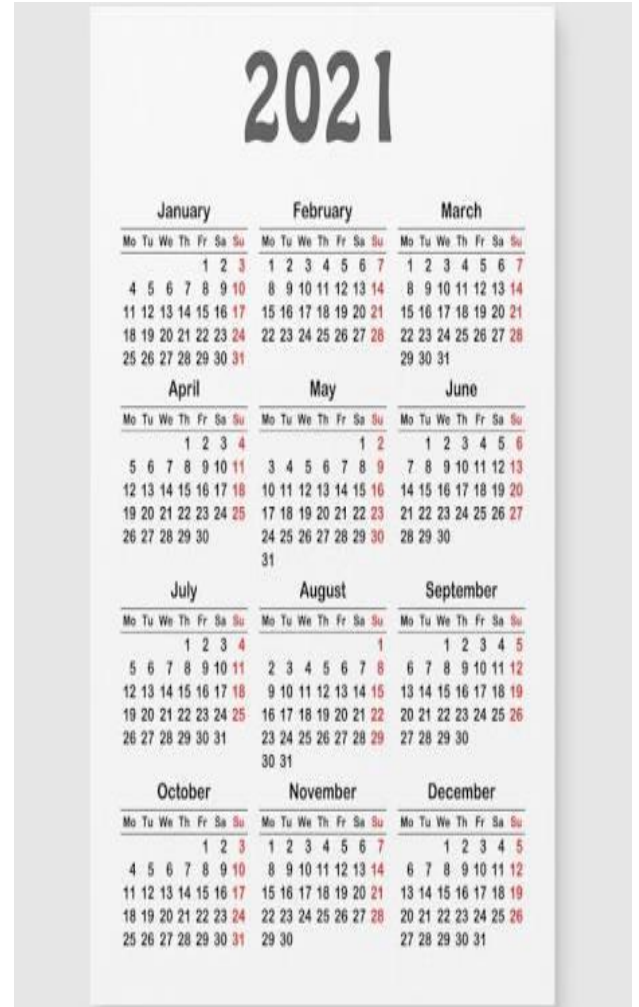 2021
January
Mo Tu We Th Fr Sa Su
1 2 3
4 5 6 7 8 9 10
11 12 13 14 15 16 17
18 19 20 21 22 23 24
25 26 27 28 29 30 31
February
Mo Tu We Th Fr Sa Su
1 2 3 4 5 6 7
8 9 10 11 12 13 14
15 16 17 18 19 20 21
22 23 24 25 26 27 28
March
Mo Tu We Th Fr Sa Su
1 2 3 4 5 6 7
8 9 10 11 12 13 14
15 16 17 18 19 20 21
22 23 24 25 26 27 28
29 30 31
April
Mo Tu We Th Fr Sa Su
1 2 3 4
5 6 7 8 9 10 11
12 13 14 15 16 17 18
19 20 21 22 23 24 25
26 27 28 29 30
May
Mo Tu We Th Fr Sa Su
1 2
3 4 5 6 7 8 9
10 11 12 13 14 15 16
17 18 19 20 21 22 23
24 25 26 27 28 29 30
31
June
Mo Tu We Th Fr Sa Su
1 2 3 4 5 6
7 8 9 10 11 12 13
14 15 16 17 18 19 20
21 22 23 24 25 26 27
28 29 30
July
Mo Tu We Th Fr Sa Su
1 2 3 4
5 6 7 8 9 10 11
12 13 14 15 16 17 18
19 20 21 22 23 24 25
26 27 28 29 30 31
August
Mo Tu We Th Fr Sa Su
1
2 3 4 5 6 7 8
9 10 11 12 13 14 15
16 17 18 19 20 21 22
23 24 25 26 27 28 29
30 31
September
Mo Tu We Th Fr Sa Su
1 2 3 4 5
6 7 8 9 10 11 12
13 14 15 16 17 18 19
20 21 22 23 24 25 26
27 28 29 30
October
Mo Tu We Th Fr Sa Su
1 2 3
4 5 6 7 8 9 10
11 12 13 14 15 16 17
18 19 20 21 22 23 24
25 26 27 28 29 30 31
November
Mo Tu We Th Fr Sa Su
1 2 3 4 5 6 7
8 9 10 11 12 13 14
15 16 17 18 19 20 21
22 23 24 25 26 27 28
29 30
December
Mo Tu We Th Fr Sa Su
1 2 3 4 5
6 7 8 9 10 11 12
13 14 15 16 17 18 19
20 21 22 23 24 25 26
27 28 29 30 31